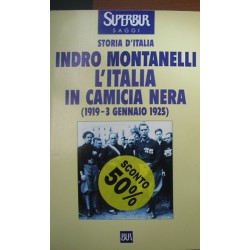 SUPERBUR
SAGGI
STORIA D'ITALIA
INDRO MONTANELLI
L'ITALIA
IN CAMICIA NERA
(1919-3 GENNAIO 1925)
SCONTO
50%
BUR